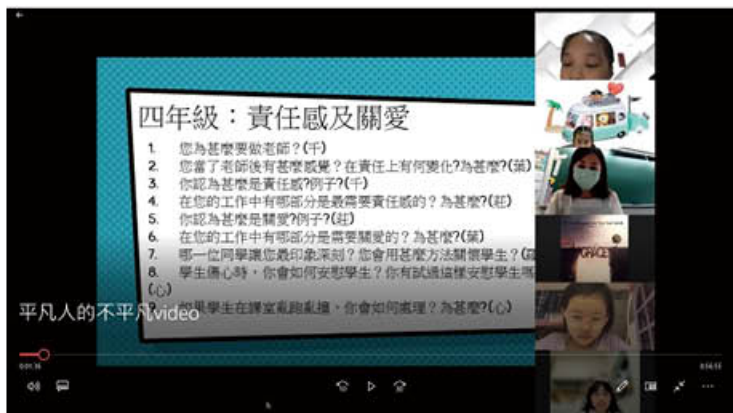 四年級：責任感及關愛
1. 您為甚麼要做老師？(千)
2. 您當了老師後有甚麼感覺？在責任上有何變化?為甚麼?(葉)
3. 你認為甚麼是責任感?例子?(千)
4. 在您的工作中有哪部分是最需要責任感的？為甚麼?(莊)
5. 你認為甚麼是關愛?例子?(莊)
6. 在您的工作中有哪部分是需要關愛的？為甚麼?(葉)
7. 哪一位同學讓您最印象深刻？您會用甚麼方法關懷學生？
8. 學生傷心時，你會如何安慰學生？你有試過這樣安慰學生嗎
(心)
如果學生在課室亂跑亂撞，你會如何處理？為甚麼?(心)
平凡人的不平凡video
GRACE
0:01:36
0:56:55